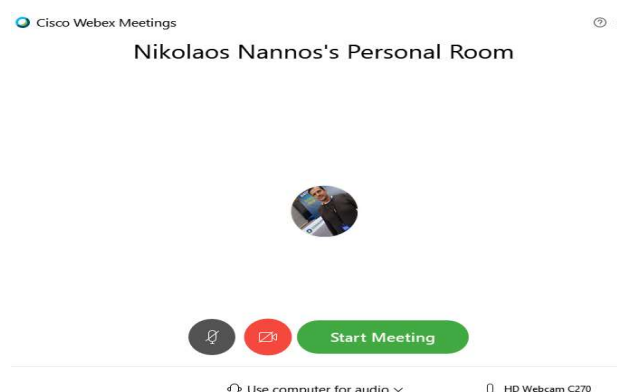 Cisco Webex Meetings
Nikolaos Nannos's Personal Room
Start Meeting
Use computer for audio
HD Webcam C270